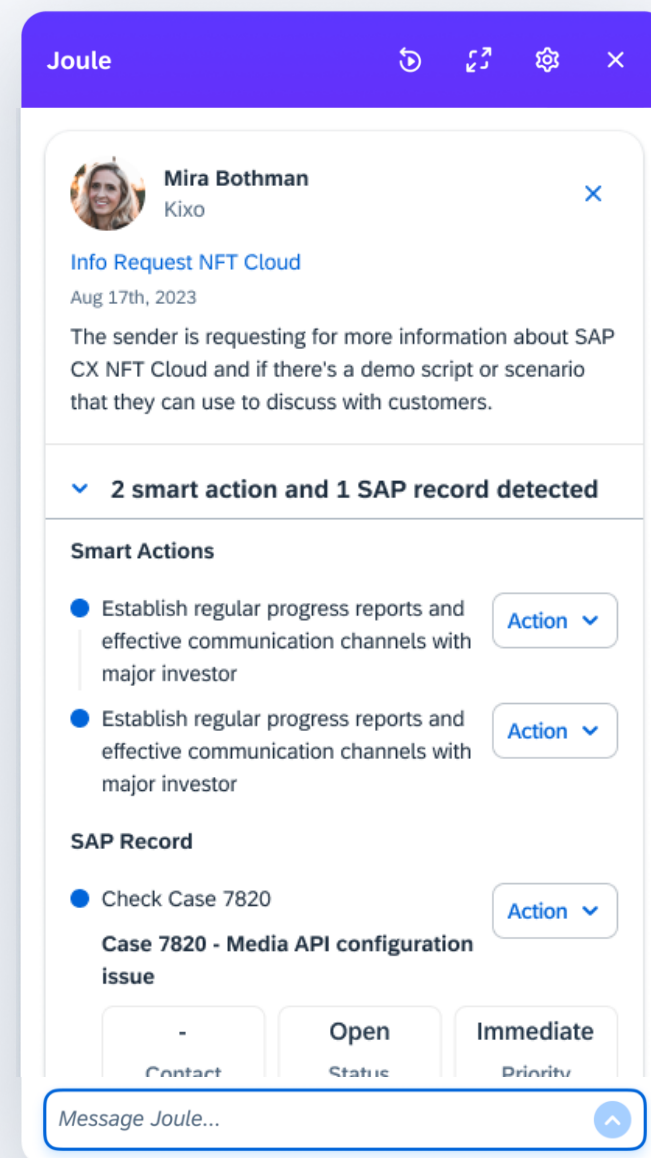 Joule
Mira Bothman
Kixo
Info Request NFT Cloud
Aug 17th, 2023
The sender is requesting for more information about SAP
CX NFT Cloud and if there's a demo script or scenario
that they can use to discuss with customers.
2 smart action and 1 SAP record detected
Smart Actions
Establish regular progress reports and
effective communication channels with
major investor
Action
Establish regular progress reports and
effective communication channels with
major investor
Action
SAP Record
Check Case 7820
Action
Case 7820 - Media API configuration
issue
- Open Immediate
Contact Status Priority
Message Joule...